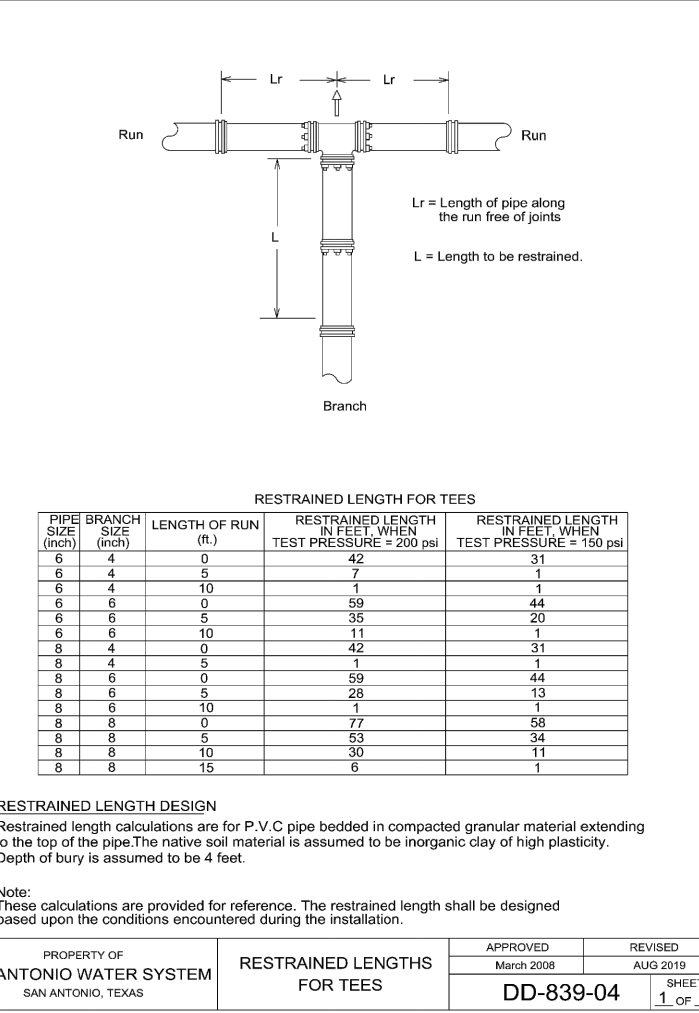 Lr Lr
Run Run
Lr = Length of pipe along
the run free of joints
L
L = Length to be restrained.
Branch
RESTRAINED LENGTH FOR TEES
PIPE SIZE (inch) BRANCH SIZE (inch) LENGTH OF RUN (ft.) RESTRAINED LENGTH IN FEET, WHEN TEST PRESSURE = 200 psi RESTRAINED LENGTH IN FEET, WHEN TEST PRESSURE = 150 psi
6 4 0 42 31
6 4 5 7 1
6 4 10 1 1
6 6 0 59 44
6 6 5 35 20
6 6 10 11 1
8 4 0 42 31
8 4 5 1 1
8 6 0 59 44
8 6 5 28 13
8 6 10 1 1
8 8 0 77 58
8 8 5 53 34
8 8 10 30 11
8 8 15 6 1
RESTRAINED LENGTH DESIGN
Restrained length calculations are for P.V.C pipe bedded in compacted granular material extending
to the top of the pipe.The native soil material is assumed to be inorganic clay of high plasticity.
Depth of bury is assumed to be 4 feet.
Note:
These calculations are provided for reference. The restrained length shall be designed
based upon the conditions encountered during the installation.
PROPERTY OF
ANTONIO WATER SYSTEM
SAN ANTONIO, TEXAS
RESTRAINED LENGTHS
FOR TEES
APPROVED REVISED
March 2008 AUG 2019
DD-839-04
SHEET
1 OF